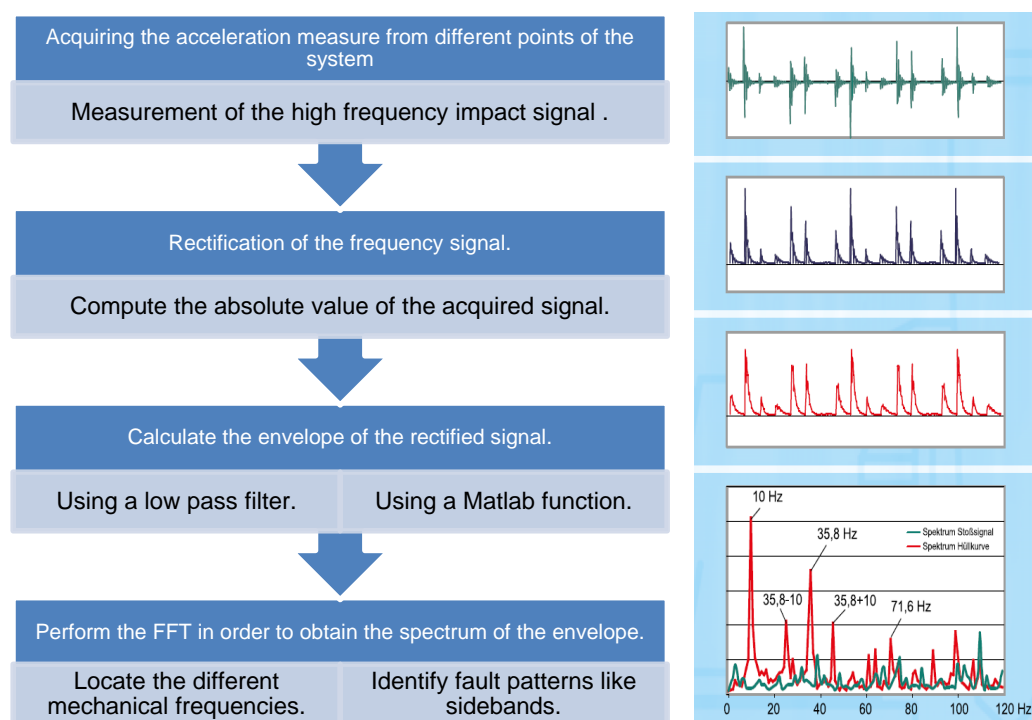 Acquiring the acceleration measure from different points of the
system
Measurement of the high frequency impact signal .
Rectification of the frequency signal.
Compute the absolute value of the acquired signal.
Calculate the envelope of the rectified signal.
Using a low pass filter.
Using a Matlab function.
Perform the FFT in order to obtain the spectrum of the envelope.
Locate the different
mechanical frequencies.
Identify fault patterns like
sidebands.
10 Hz
Spektrum Stoßsignal
Spektrum Hüllkurve
35,8 Hz
35,8-10
35,8+10
71,6 Hz
0 20 40 60 80 100 120 Hz